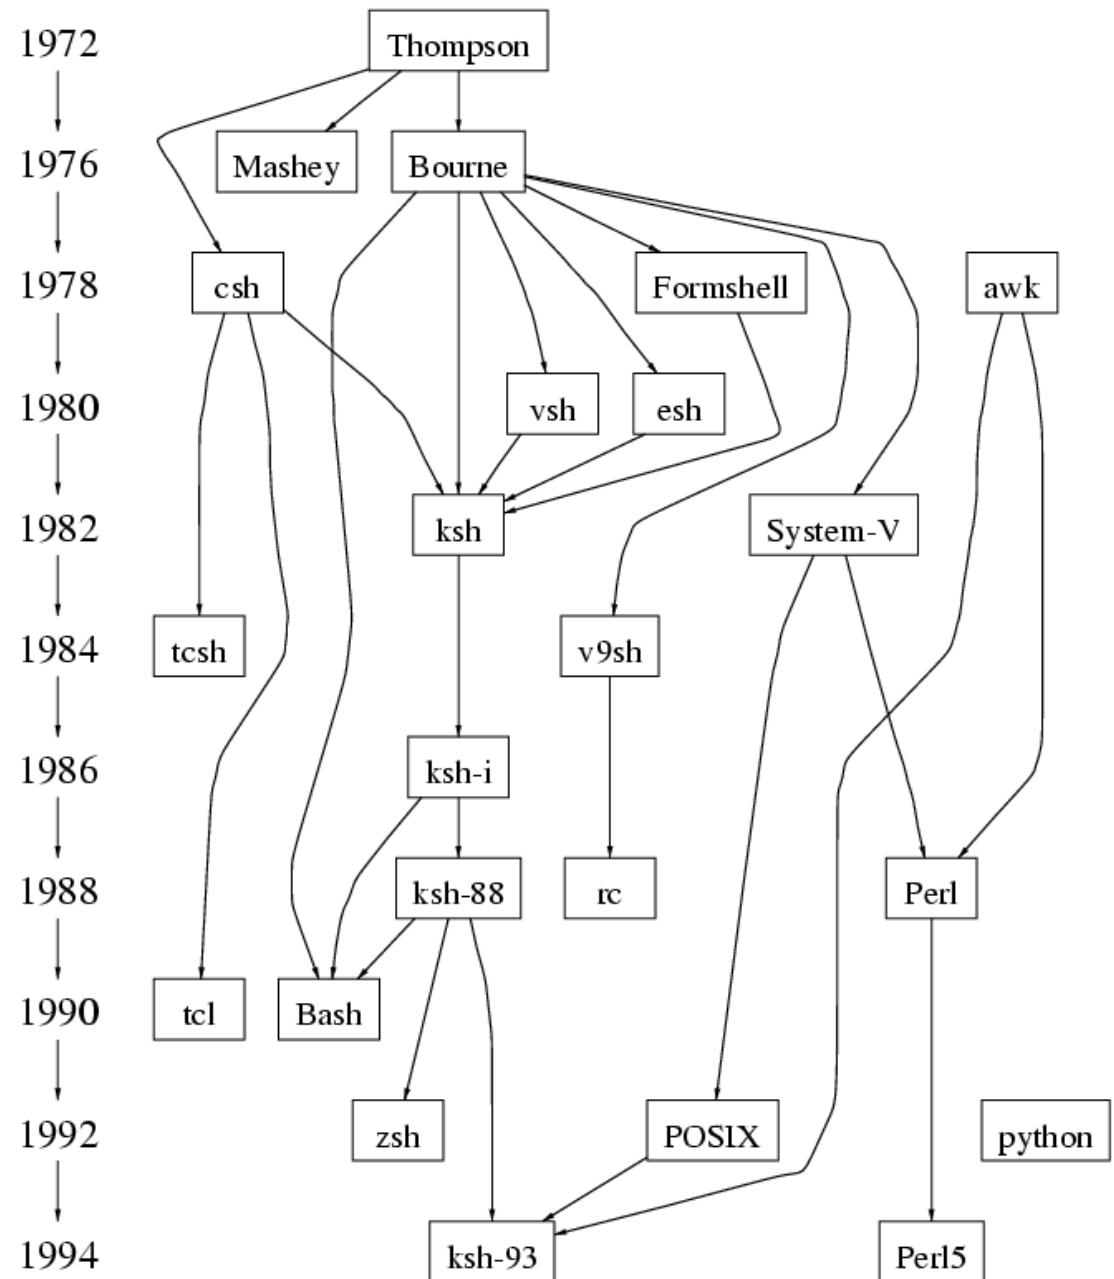 1972
Thompson
1976
Mashey
Bourne
1978
csh
Formshell
awk
1980
vsh
esh
1982
ksh
System-V
1984
tcsh
v9sh
1986
ksh-i
1988
ksh-88
rc
Perl
1990
tcl
Bash
1992
zsh
POSIX
python
1994
ksh-93
Perl5